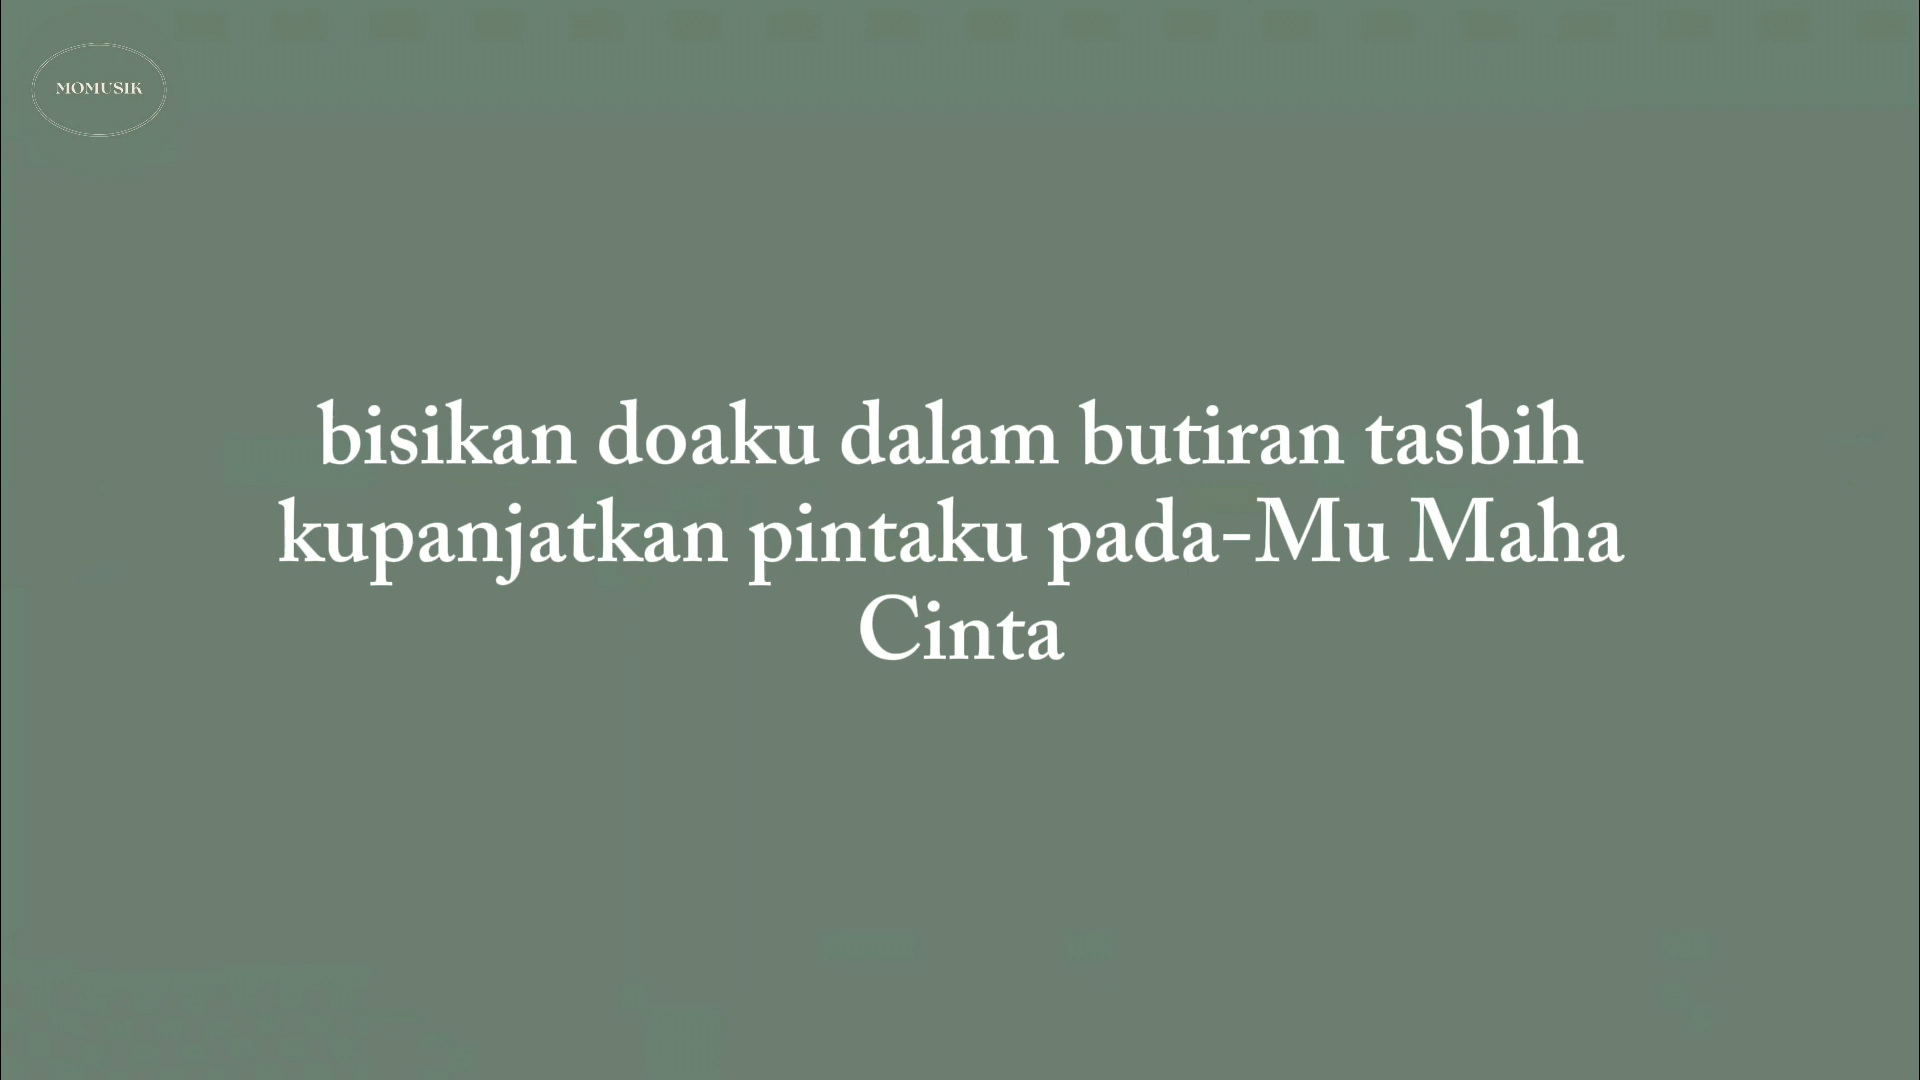 MOMUSIK
bisikan doaku dalam butiran tasbih
kupanjatkan pintaku pada-Mu Maha
Cinta